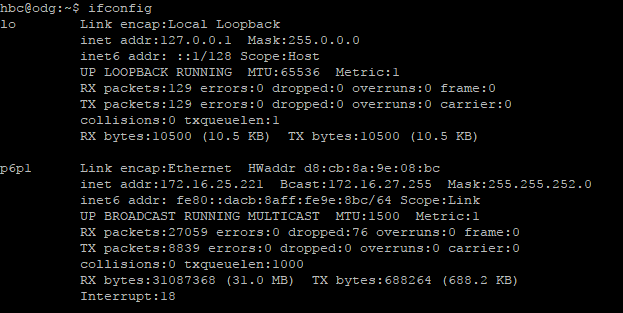 hbc@odg:~$ ifconfig
lo Link encap:Local Loopback
inet addr:127.0.0.1 Mask:255.0.0.0
inet6 addr: ::1/128 Scope:Host
UP LOOPBACK RUNNING MTU:65536 Metric:1
RX packets:129 errors:0 dropped:0 overruns:0 frame:0
TX packets:129 errors:0 dropped:0 overruns:0 carrier:0
collisions:0 txqueuelen:1
RX bytes:10500 (10.5 KB) TX bytes:10500 (10.5 KB)
p6p1 Link encap:Ethernet HWaddr d8:cb:8a:9e:08:bc
inet addr:172.16.25.221 Bcast:172.16.27.255 Mask:255.255.252.0
inet6 addr: fe80::dacb:8aff:fe9e:8bc/64 Scope:Link
UP BROADCAST RUNNING MULTICAST MTU:1500 Metric:1
RX packets:27059 errors:0 dropped:76 overruns:0 frame:0
TX packets:8839 errors:0 dropped:0 overruns:0 carrier:0
collisions:0 txqueuelen:1000
RX bytes:31087368 (31.0 MB) TX bytes:688264 (688.2 KB)
Interrupt:18